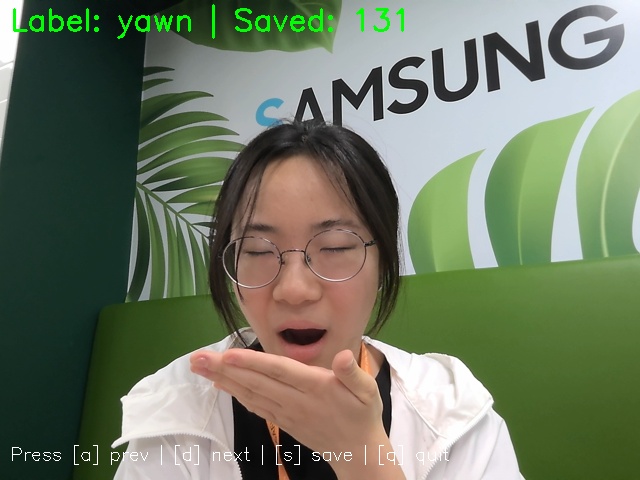 Label: yawn | Saved: 131
SAMSUNG
Press [a] prev | [d] next | [s] save | [q] quit